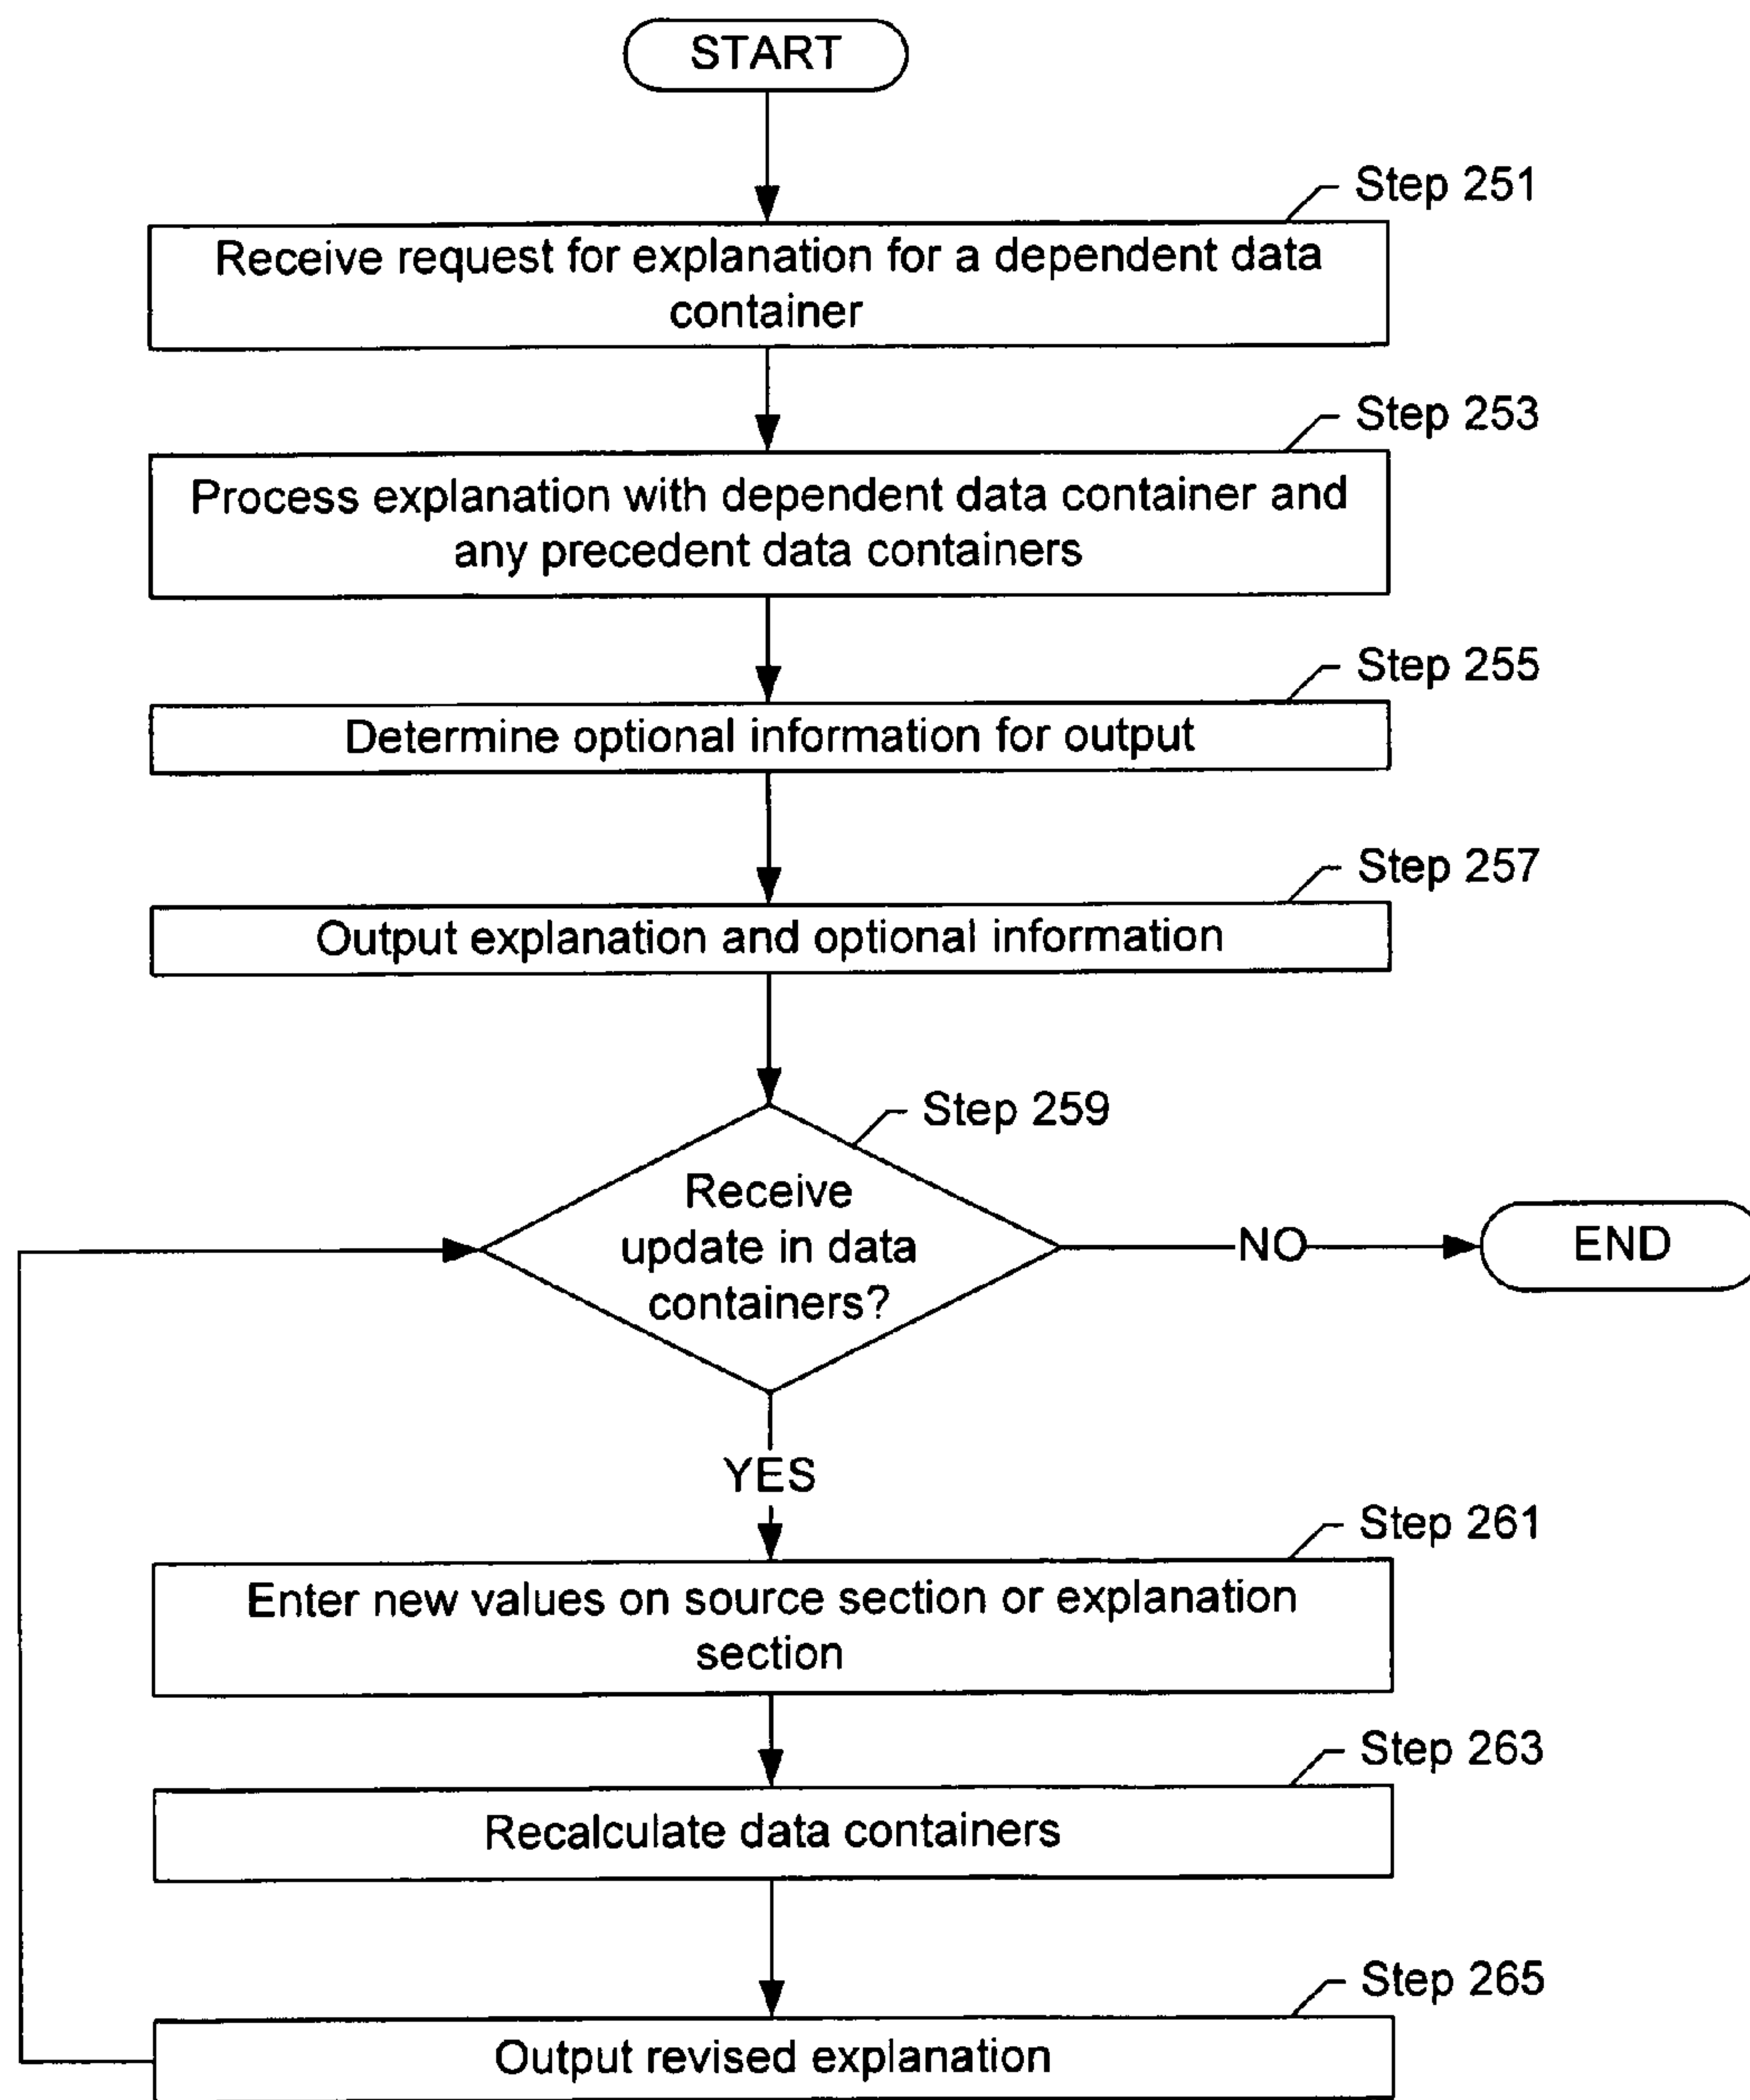 START
Step 251
Receive request for explanation for a dependent data
container
Step 253
Process explanation with dependent data container and
any precedent data containers
Step 255
Determine optional information for output
Step 257
Output explanation and optional information
Step 259
Receive
update in data
containers?
NO
END
YES
Step 261
Enter new values on source section or explanation
section
Step 263
Recalculate data containers
Step 265
Output revised explanation